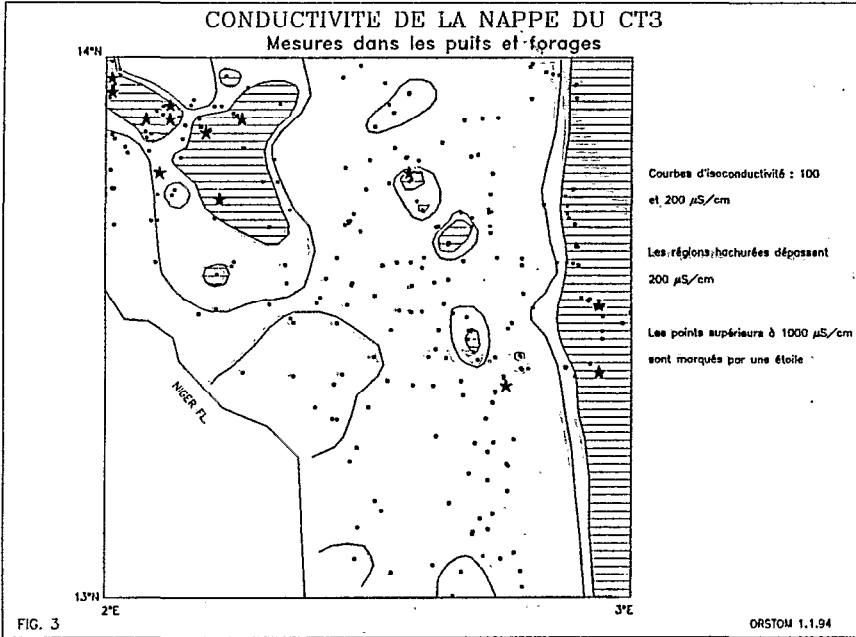 CONDUCTIVITE DE LA NAPPE DU CT3
Mesures dans les puits et forages
14°N
Courbes d'isoconductivité : 100
et 200 µS/cm
Les régions hachurées dépassent
200 µS/cm
Les points supérieurs à 1000 µS/cm
sont marqués par une étoile
NIGER FL.
13°N
2°E
3°E
FIG. 3
ORSTOM 1.1.94